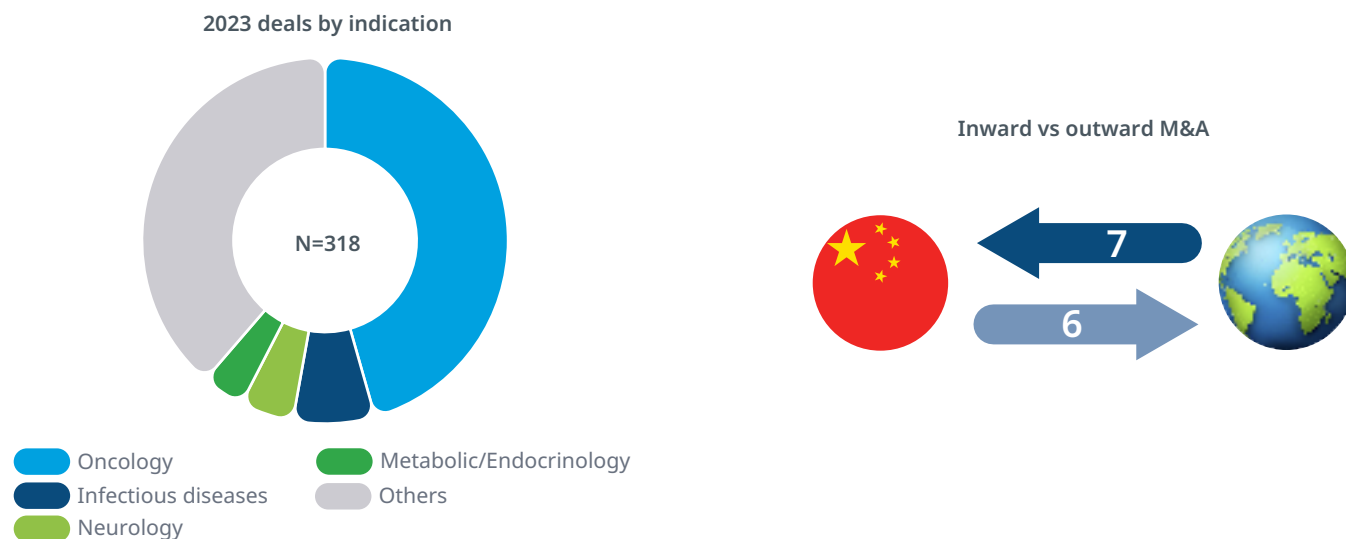 2023 deals by indication
N=318
Oncology
Infectious diseases
Neurology
Metabolic/Endocrinology
Others
Inward vs outward M&A
7
6